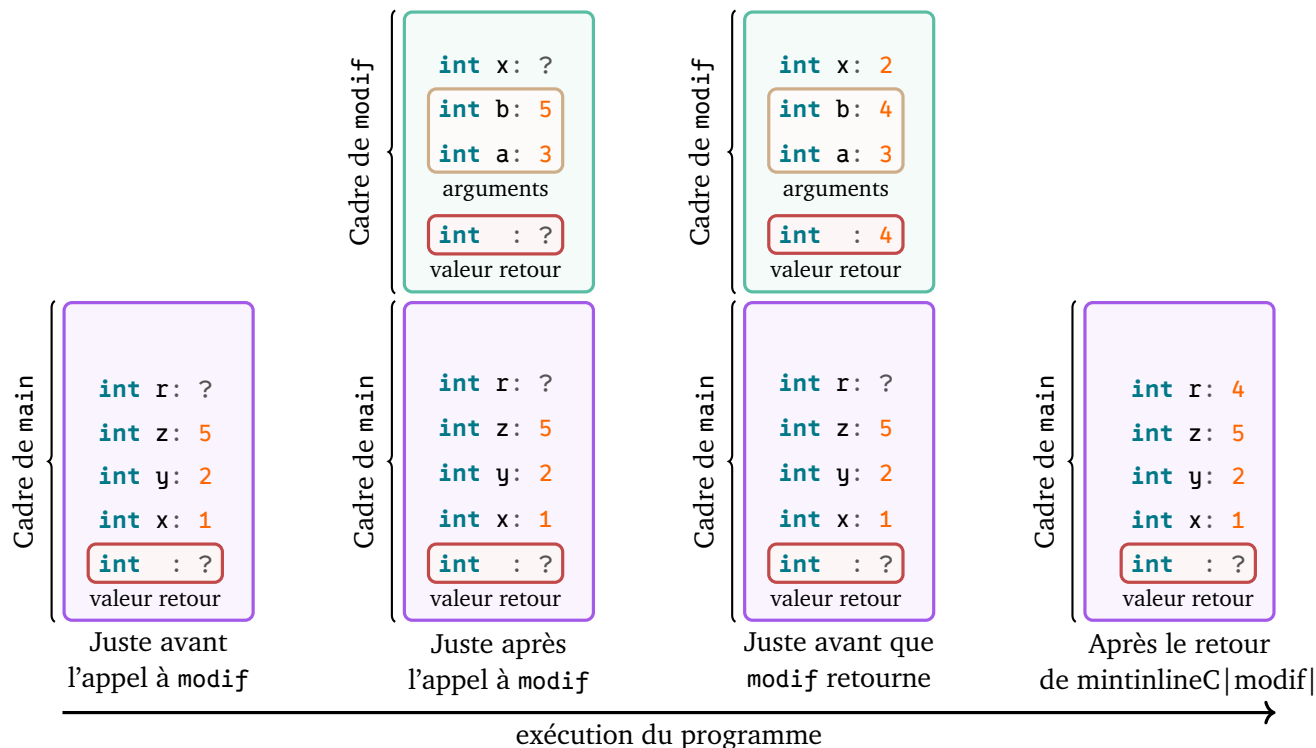 Cadre de modif
int x: ?
int b: 5
int a: 3
arguments
int : ?
valeur retour
Cadre de modif
int x: 2
int b: 4
int a: 3
arguments
int : 4
valeur retour
Cadre de main
int r: ?
int z: 5
int y: 2
int x: 1
int : ?
valeur retour
Juste avant
l'appel à modif
Cadre de main
int r: ?
int z: 5
int y: 2
int x: 1
int : ?
valeur retour
Juste après
l'appel à modif
Cadre de main
int r: ?
int z: 5
int y: 2
int x: 1
int : ?
valeur retour
Juste avant que
modif retourne
Cadre de main
int r: 4
int z: 5
int y: 2
int x: 1
int : ?
valeur retour
Après le retour
de mintinlineC|modif|
exécution du programme